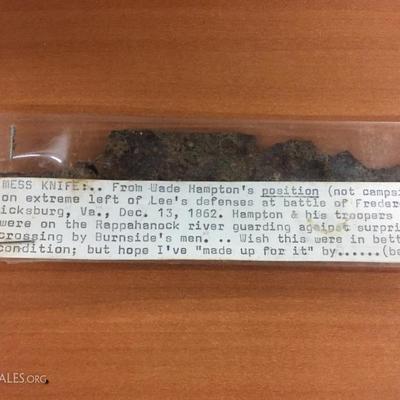 MESS KNIFE:.. From Wade Hampton's position (not campsi
on extreme left of Lee's defenses at battle of Freder
icksburg, Va., Dec. 13, 1862. Hampton & his troopers
were on the Rappahanock river guarding against surpri
crossing by Burnside's men. .. Wish this were in bett
condition; but hope I've "made up for it" by......(be
ALES.ORG